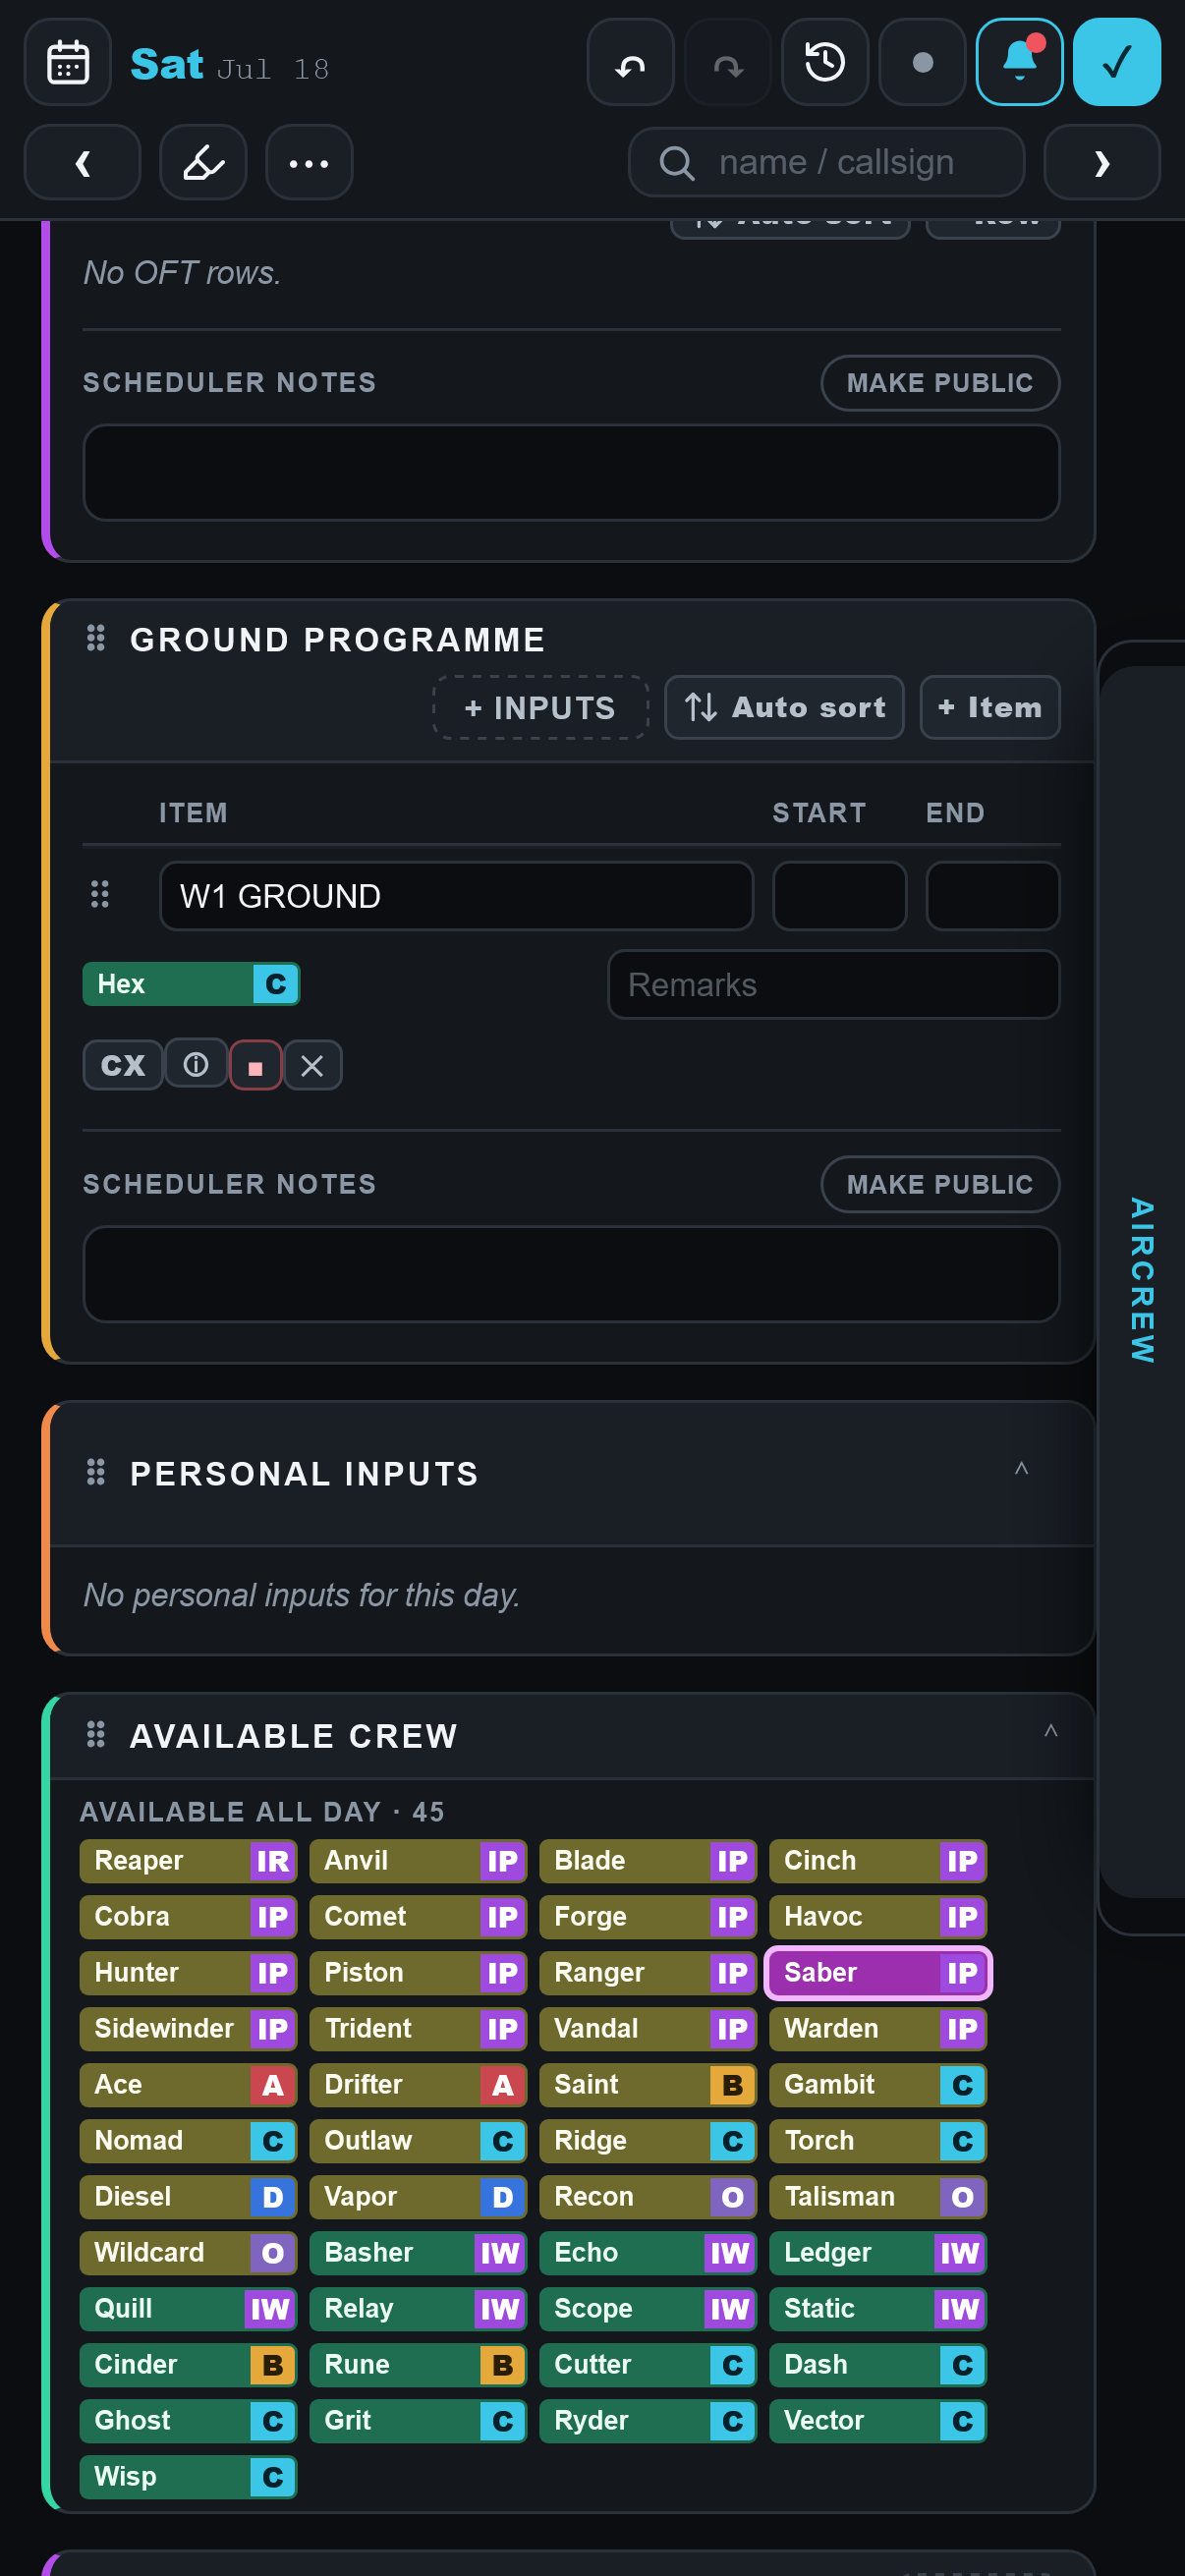 Sat Jul 18
name / callsign
Auto sort Row
No OFT rows.
SCHEDULER NOTES MAKE PUBLIC
GROUND PROGRAMME
+ INPUTS Auto sort + Item
ITEM START END
W1 GROUND
Hex C Remarks
CX
SCHEDULER NOTES MAKE PUBLIC
AIRCREW
PERSONAL INPUTS
No personal inputs for this day.
AVAILABLE CREW
AVAILABLE ALL DAY · 45
Reaper IR Anvil IP Blade IP Cinch IP
Cobra IP Comet IP Forge IP Havoc IP
Hunter IP Piston IP Ranger IP Saber IP
Sidewinder IP Trident IP Vandal IP Warden IP
Ace A Drifter A Saint B Gambit C
Nomad C Outlaw C Ridge C Torch C
Diesel D Vapor D Recon O Talisman O
Wildcard O Basher IW Echo IW Ledger IW
Quill IW Relay IW Scope IW Static IW
Cinder B Rune B Cutter C Dash C
Ghost C Grit C Ryder C Vector C
Wisp C